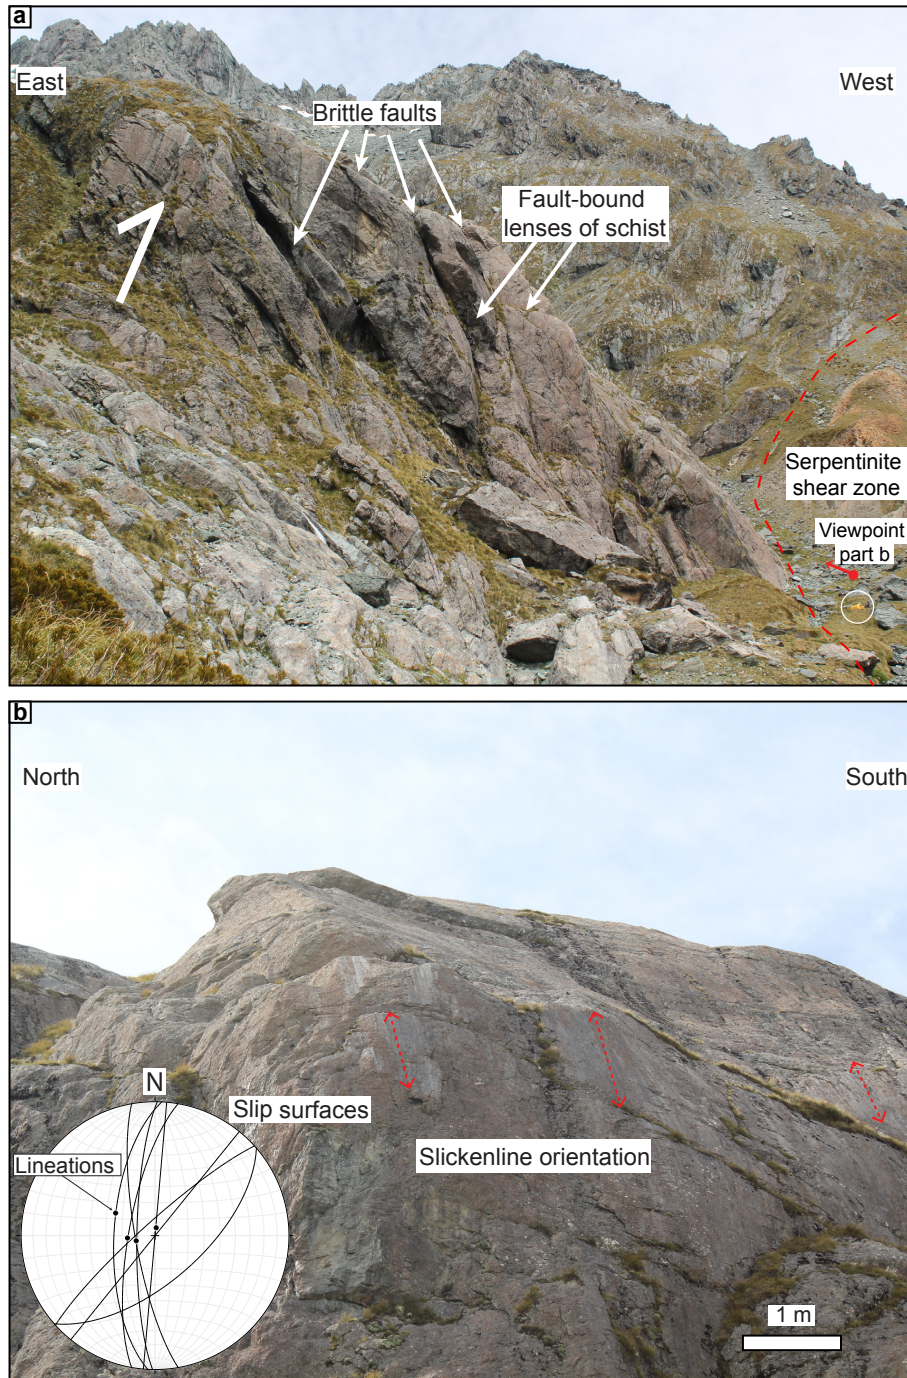 a
East
West
Brittle faults
Fault-bound
lenses of schist
Serpentinite
shear zone
Viewpoint
part b
b
North
South
N
Slip surfaces
Lineations
Slickenline orientation
1 m